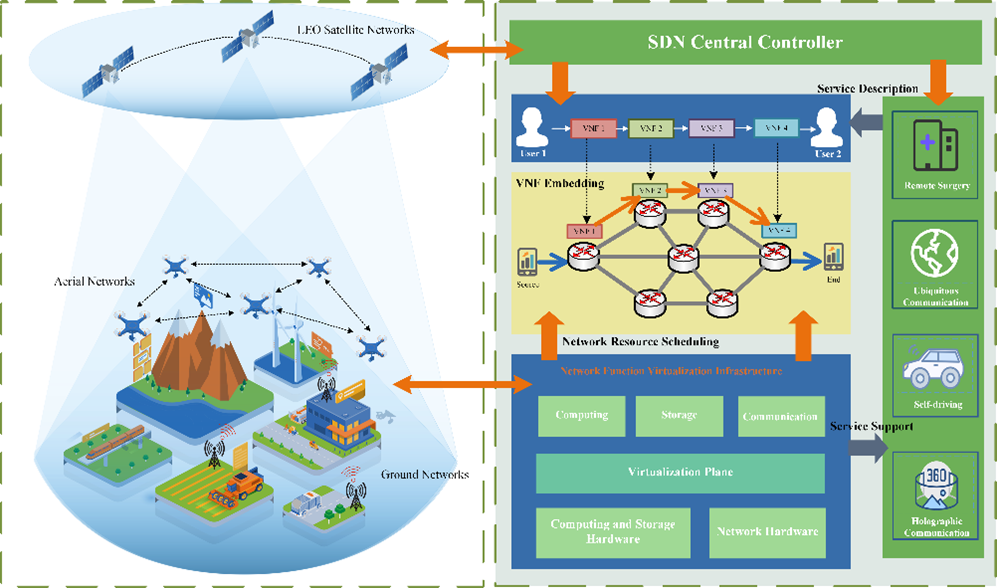 LEO Satellite Networks
Aerial Networks
Ground Networks
SDN Central Controller
Service Description
User 1
VNF 1
VNF 2
VNF 3
VNF 4
User 2
VNF Embedding
VNF 1
VNF 2
VNF 3
VNF 4
Source
End
Network Resource Scheduling
Network Function Virtualization Infrastructure
Computing
Storage
Communication
Service Support
Virtualization Plane
Computing and Storage
Hardware
Network Hardware
Remote Surgery
Ubiquitous
Communication
Self-driving
360
Holographic
Communication